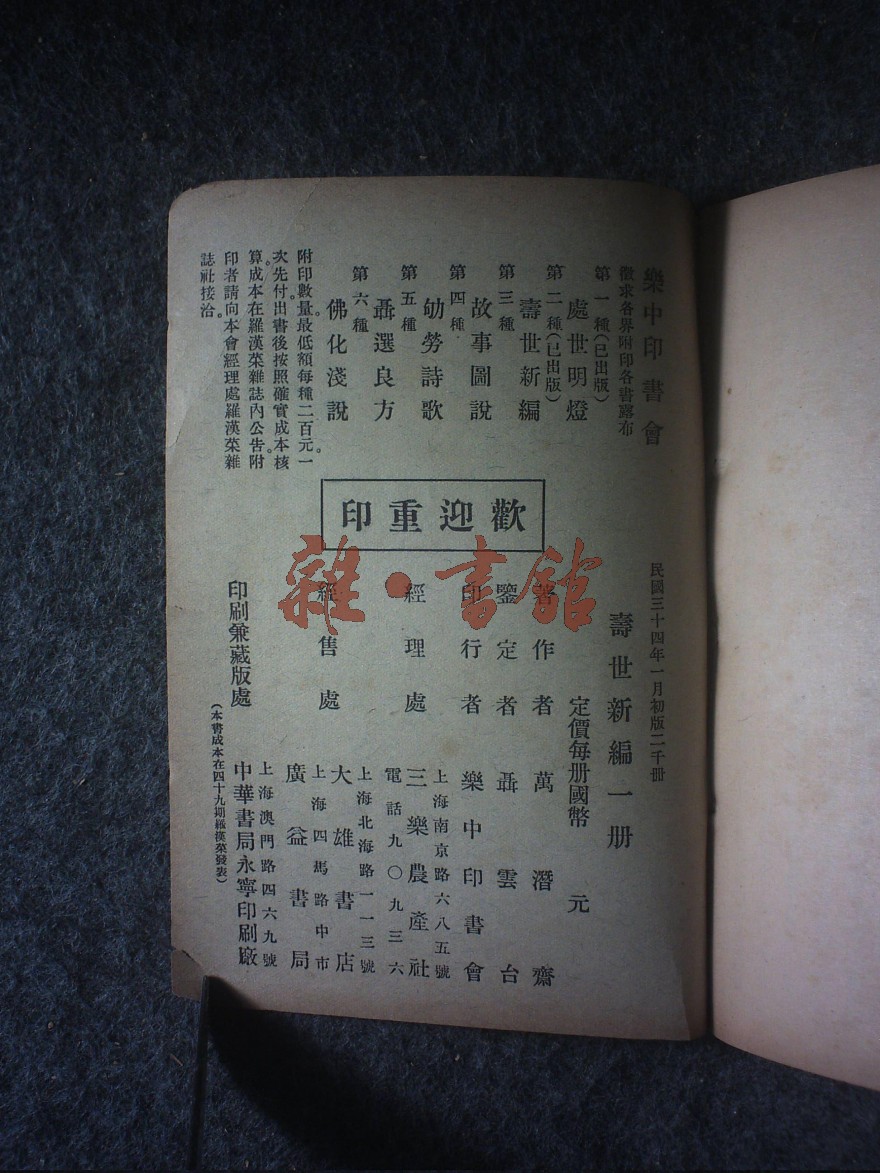 樂中印書會
徵求各界附印各書露布
第一種(已出版)
處世明燈
第二種(已出版)
壽世新編
第三種
故事圖說
第四種
劬勞詩歌
第五種
聶選良方
第六種
佛化淺說
附印數量。最低額每種二百元。一
次先付出書後按照確實成本核
算。成本在羅漢菜雜誌內公告。附
印者請向本會經理處羅漢菜雜
誌社接洽。
歡迎重印
民國三十四年一月初版二千册
壽世新編一册
定價每册國幣　元
著作者　萬潛齋
鑒定者　聶雲台
印行者　樂中印書會
上海南京路六八五號
經理處　三樂農產社
電話九〇九三六
上海北海路一一三號
經售處　大雄書店
上海四馬路中市
廣益書局
上海澳門路四六九號
印刷兼藏版處　中華書局永寧印刷廠
(本書成本在四十九期羅漢菜發表)
雜·書館